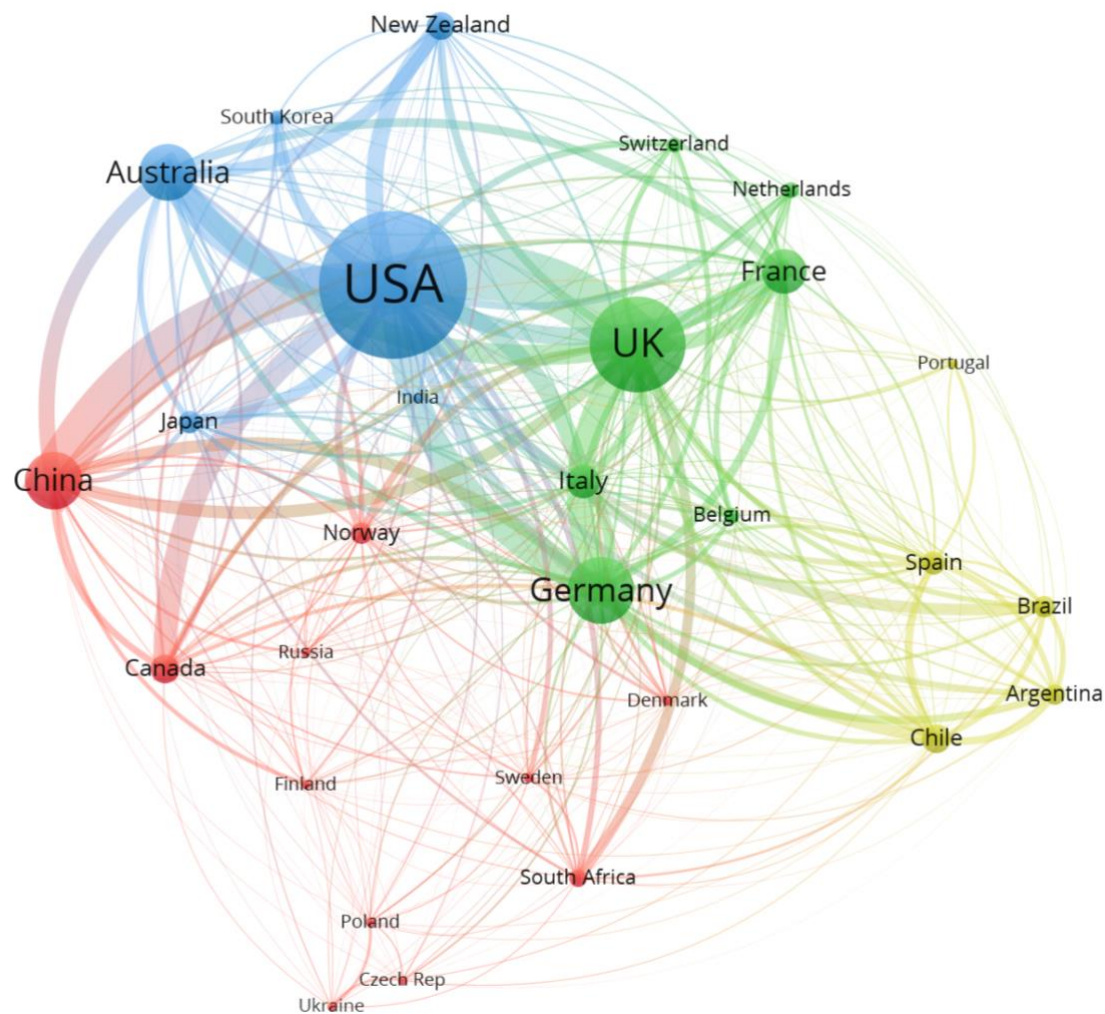 New Zealand
South Korea
Switzerland
Australia
Netherlands
France
USA
UK
Portugal
India
Japan
China
Italy
Belgium
Norway
Spain
Germany
Brazil
Russia
Canada
Argentina
Denmark
Chile
Sweden
Finland
South Africa
Poland
Czech Rep
Ukraine